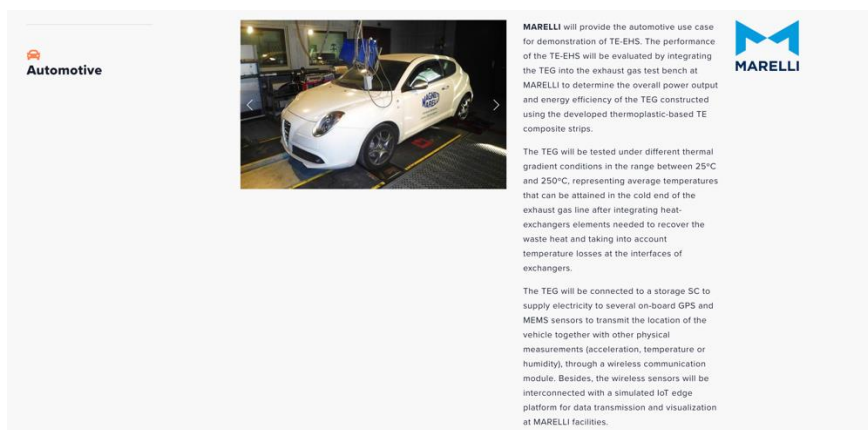 Automotive
MAGNETI
MARELLI
MARELLI will provide the automotive use case
for demonstration of TE-EHS. The performance
of the TE-EHS will be evaluated by integrating
the TEG into the exhaust gas test bench at
MARELLI to determine the overall power output
and energy efficiency of the TEG constructed
using the developed thermoplastic-based TE
composite strips.
The TEG will be tested under different thermal
gradient conditions in the range between 25ºC
and 250ºC, representing average temperatures
that can be attained in the cold end of the
exhaust gas line after integrating heat-
exchangers elements needed to recover the
waste heat and taking into account
temperature losses at the interfaces of
exchangers.
The TEG will be connected to a storage SC to
supply electricity to several on-board GPS and
MEMS sensors to transmit the location of the
vehicle together with other physical
measurements (acceleration, temperature or
humidity), through a wireless communication
module. Besides, the wireless sensors will be
interconnected with a simulated IoT edge
platform for data transmission and visualization
at MARELLI facilities.
MARELLI